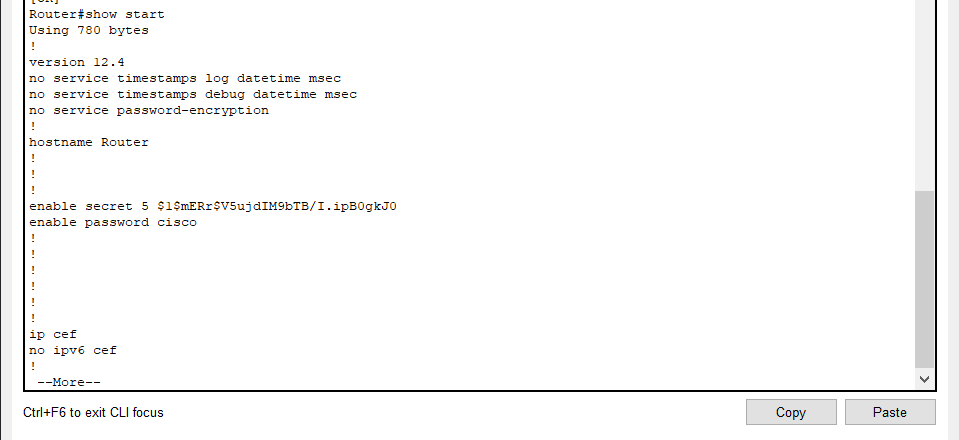 Router#show start
Using 780 bytes
!
version 12.4
no service timestamps log datetime msec
no service timestamps debug datetime msec
no service password-encryption
!
hostname Router
!
!
!
enable secret 5 $1$mERr$V5ujdIM9bTB/I.ipB0gkJ0
enable password cisco
!
!
!
!
!
!
ip cef
no ipv6 cef
!
--More--
Ctrl+F6 to exit CLI focus
Copy
Paste